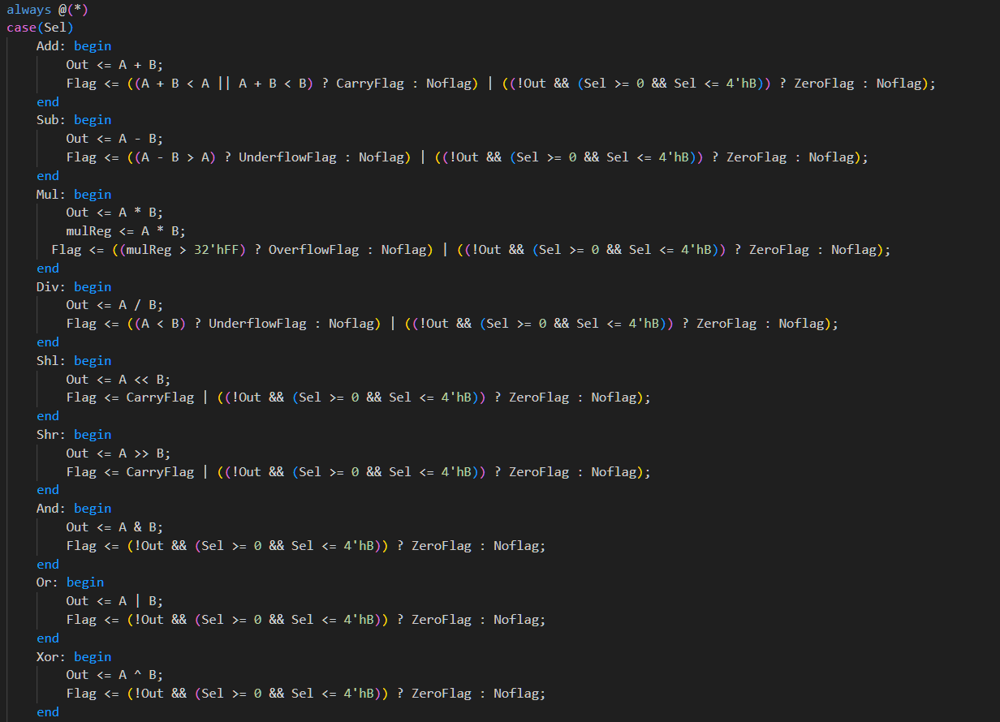 always @(*)
case(Sel)
    Add: begin
        Out <= A + B;
        Flag <= ((A + B < A || A + B < B) ? CarryFlag : Noflag) | ((!Out && (Sel >= 0 && Sel <= 4'hB)) ? ZeroFlag : Noflag);
    end
    Sub: begin
        Out <= A - B;
        Flag <= ((A - B > A) ? UnderflowFlag : Noflag) | ((!Out && (Sel >= 0 && Sel <= 4'hB)) ? ZeroFlag : Noflag);
    end
    Mul: begin
        Out <= A * B;
        mulReg <= A * B;
      Flag <= ((mulReg > 32'hFF) ? OverflowFlag : Noflag) | ((!Out && (Sel >= 0 && Sel <= 4'hB)) ? ZeroFlag : Noflag);
    end
    Div: begin
        Out <= A / B;
        Flag <= ((A < B) ? UnderflowFlag : Noflag) | ((!Out && (Sel >= 0 && Sel <= 4'hB)) ? ZeroFlag : Noflag);
    end
    Shl: begin
        Out <= A << B;
        Flag <= CarryFlag | ((!Out && (Sel >= 0 && Sel <= 4'hB)) ? ZeroFlag : Noflag);
    end
    Shr: begin
        Out <= A >> B;
        Flag <= CarryFlag | ((!Out && (Sel >= 0 && Sel <= 4'hB)) ? ZeroFlag : Noflag);
    end
    And: begin
        Out <= A & B;
        Flag <= (!Out && (Sel >= 0 && Sel <= 4'hB)) ? ZeroFlag : Noflag;
    end
    Or: begin
        Out <= A | B;
        Flag <= (!Out && (Sel >= 0 && Sel <= 4'hB)) ? ZeroFlag : Noflag;
    end
    Xor: begin
        Out <= A ^ B;
        Flag <= (!Out && (Sel >= 0 && Sel <= 4'hB)) ? ZeroFlag : Noflag;
    end